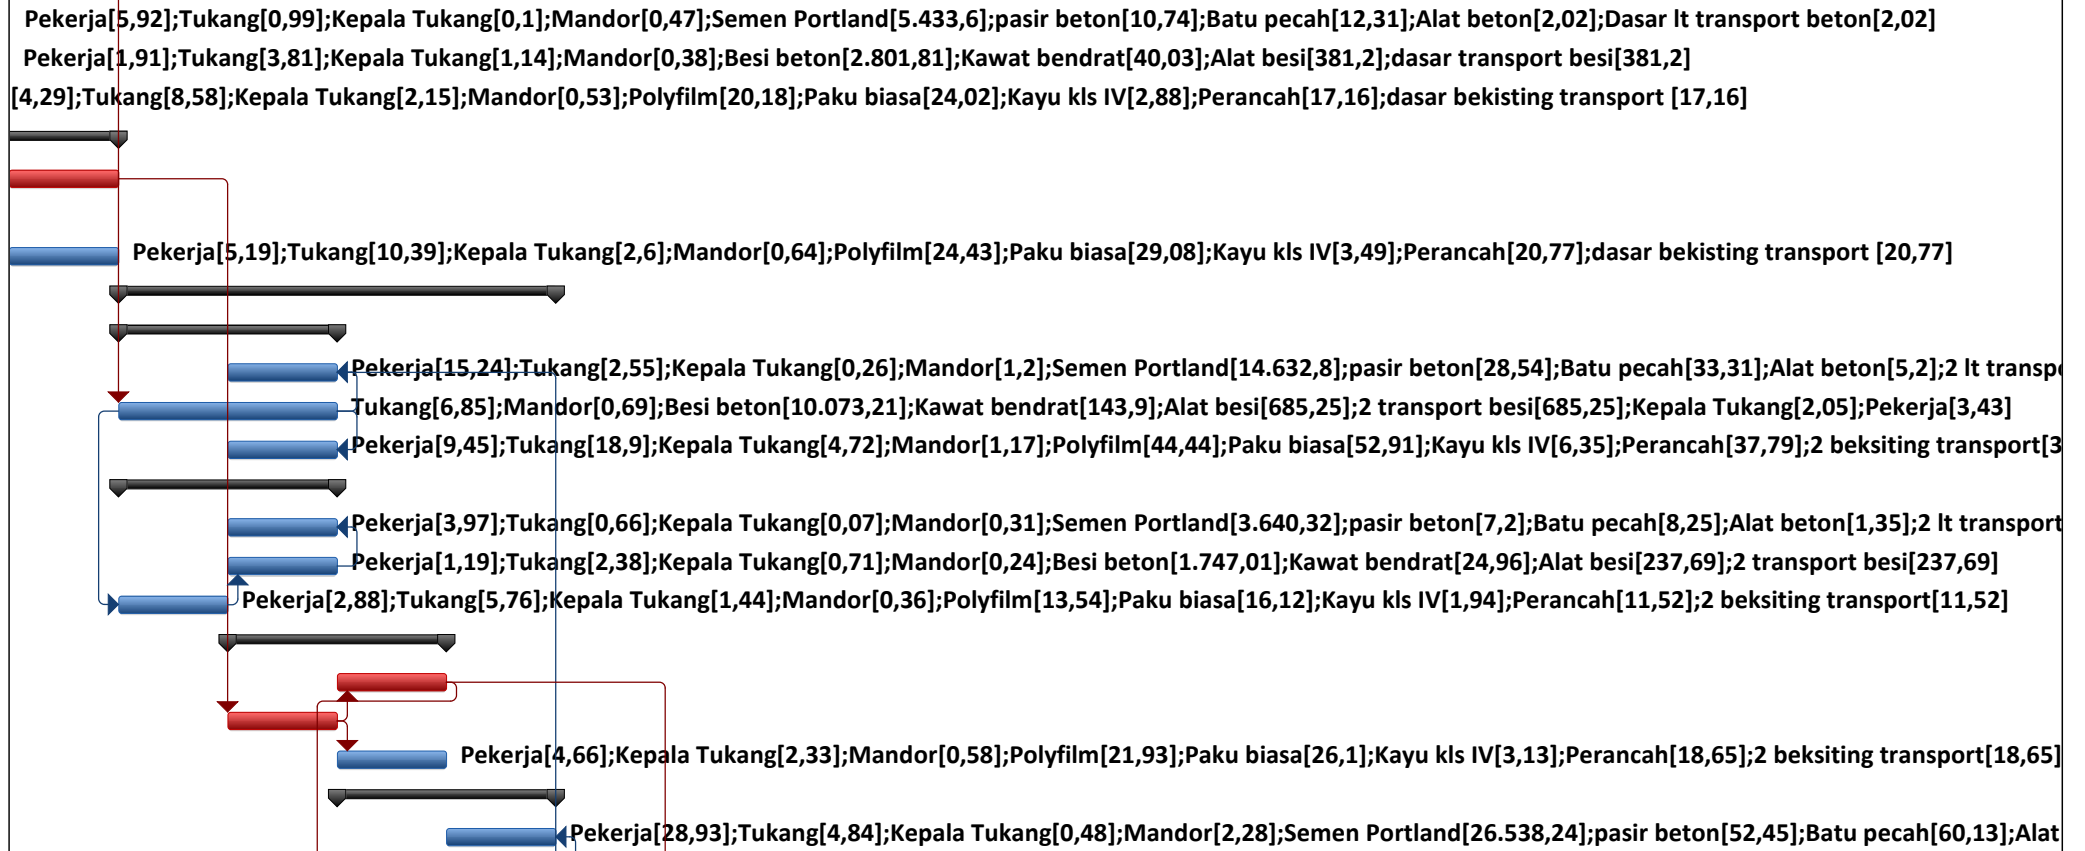 Pekerja[5,92];Tukang[0,99];Kepala Tukang[0,1];Mandor[0,47];Semen Portland[5.433,6];pasir beton[10,74];Batu pecah[12,31];Alat beton[2,02];Dasar lt transport beton[2,02]
Pekerja[1,91];Tukang[3,81];Kepala Tukang[1,14];Mandor[0,38];Besi beton[2.801,81];Kawat bendrat[40,03];Alat besi[381,2];dasar transport besi[381,2]
[4,29];Tukang[8,58];Kepala Tukang[2,15];Mandor[0,53];Polyfilm[20,18];Paku biasa[24,02];Kayu kls IV[2,88];Perancah[17,16];dasar bekisting transport [17,16]
Pekerja[5,19];Tukang[10,39];Kepala Tukang[2,6];Mandor[0,64];Polyfilm[24,43];Paku biasa[29,08];Kayu kls IV[3,49];Perancah[20,77];dasar bekisting transport [20,77]
Pekerja[15,24];Tukang[2,55];Kepala Tukang[0,26];Mandor[1,2];Semen Portland[14.632,8];pasir beton[28,54];Batu pecah[33,31];Alat beton[5,2];2 lt transpo
Tukang[6,85];Mandor[0,69];Besi beton[10.073,21];Kawat bendrat[143,9];Alat besi[685,25];2 transport besi[685,25];Kepala Tukang[2,05];Pekerja[3,43]
Pekerja[9,45];Tukang[18,9];Kepala Tukang[4,72];Mandor[1,17];Polyfilm[44,44];Paku biasa[52,91];Kayu kls IV[6,35];Perancah[37,79];2 beksiting transport[3
Pekerja[3,97];Tukang[0,66];Kepala Tukang[0,07];Mandor[0,31];Semen Portland[3.640,32];pasir beton[7,2];Batu pecah[8,25];Alat beton[1,35];2 lt transport
Pekerja[1,19];Tukang[2,38];Kepala Tukang[0,71];Mandor[0,24];Besi beton[1.747,01];Kawat bendrat[24,96];Alat besi[237,69];2 transport besi[237,69]
Pekerja[2,88];Tukang[5,76];Kepala Tukang[1,44];Mandor[0,36];Polyfilm[13,54];Paku biasa[16,12];Kayu kls IV[1,94];Perancah[11,52];2 beksiting transport[11,52]
Pekerja[4,66];Kepala Tukang[2,33];Mandor[0,58];Polyfilm[21,93];Paku biasa[26,1];Kayu kls IV[3,13];Perancah[18,65];2 beksiting transport[18,65]
Pekerja[28,93];Tukang[4,84];Kepala Tukang[0,48];Mandor[2,28];Semen Portland[26.538,24];pasir beton[52,45];Batu pecah[60,13];Alat